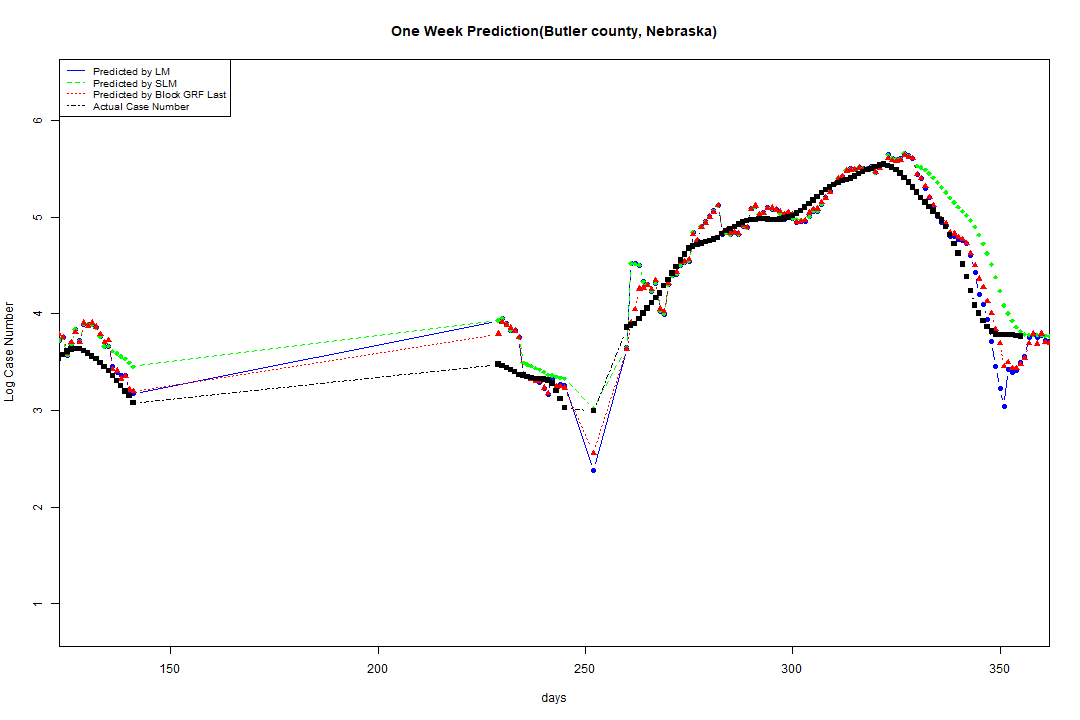 One Week Prediction(Butler county, Nebraska)
Predicted by LM
Predicted by SLM
Predicted by Block GRF Last
Actual Case Number
Log Case Number
6
5
4
3
2
1
150 200 250 300 350
days